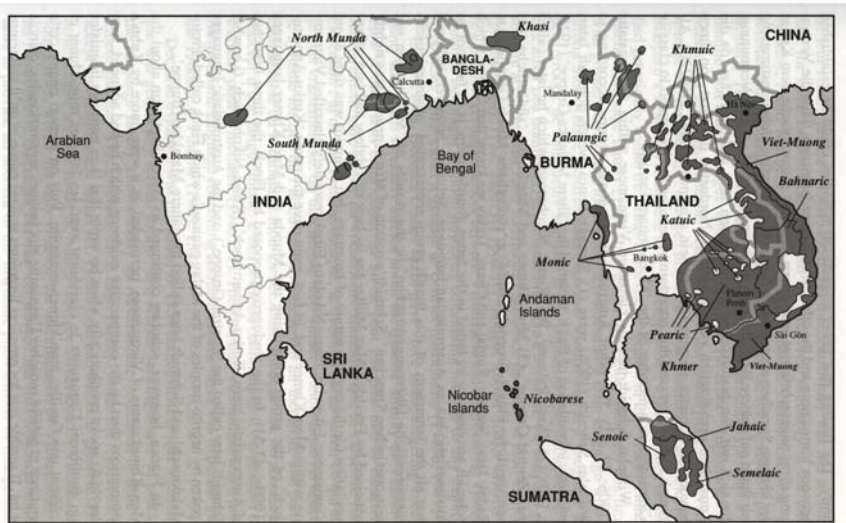 North Munda
Khasi
CHINA
BANGLA-
DESH
Khmuic
Calcutta
Mandalay
Ha Noi
Arabian
Sea
South Munda
Palaungic
Viet-Muong
Bombay
Bay of
Bengal
BURMA
Bahnaric
INDIA
THAILAND
Katuic
Monic
Bangkok
Andaman
Islands
Phnom
Penh
Pearic
Sài Gòn
SRI
LANKA
Khmer
Viet-Muong
Nicobar
Islands
Nicobarese
Jahaic
Senoic
Semelaic
SUMATRA